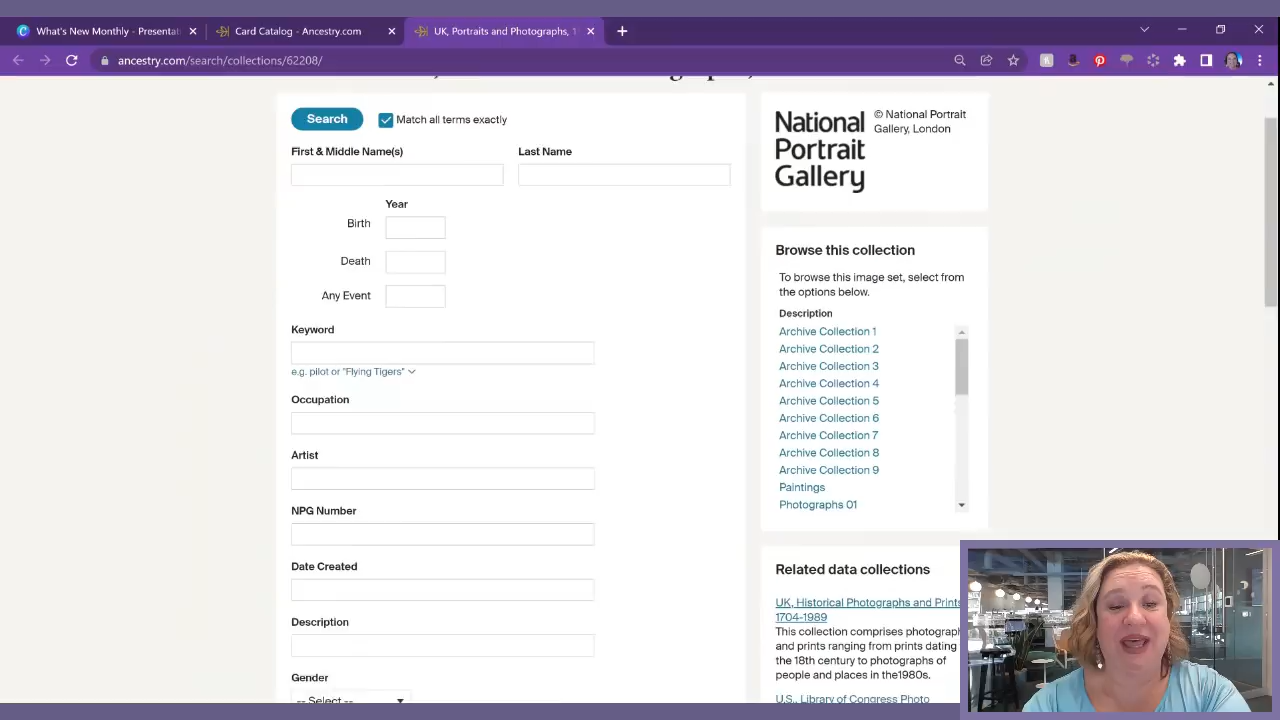 What's New Monthly - Presentat
Card Catalog - Ancestry.com
UK, Portraits and Photographs, 1
ancestry.com/search/collections/62208/
Search
Match all terms exactly
First & Middle Name(s)
Last Name
Year
Birth
Death
Any Event
Keyword
e.g. pilot or "Flying Tigers"
Occupation
Artist
NPG Number
Date Created
Description
Gender
-- Select --
National
Portrait
Gallery
© National Portrait
Gallery, London
Browse this collection
To browse this image set, select from
the options below.
Description
Archive Collection 1
Archive Collection 2
Archive Collection 3
Archive Collection 4
Archive Collection 5
Archive Collection 6
Archive Collection 7
Archive Collection 8
Archive Collection 9
Paintings
Photographs 01
Related data collections
UK, Historical Photographs and Prints
1704-1989
This collection comprises photograph
and prints ranging from prints dating
the 18th century to photographs of
people and places in the1980s.
U.S., Library of Congress Photo